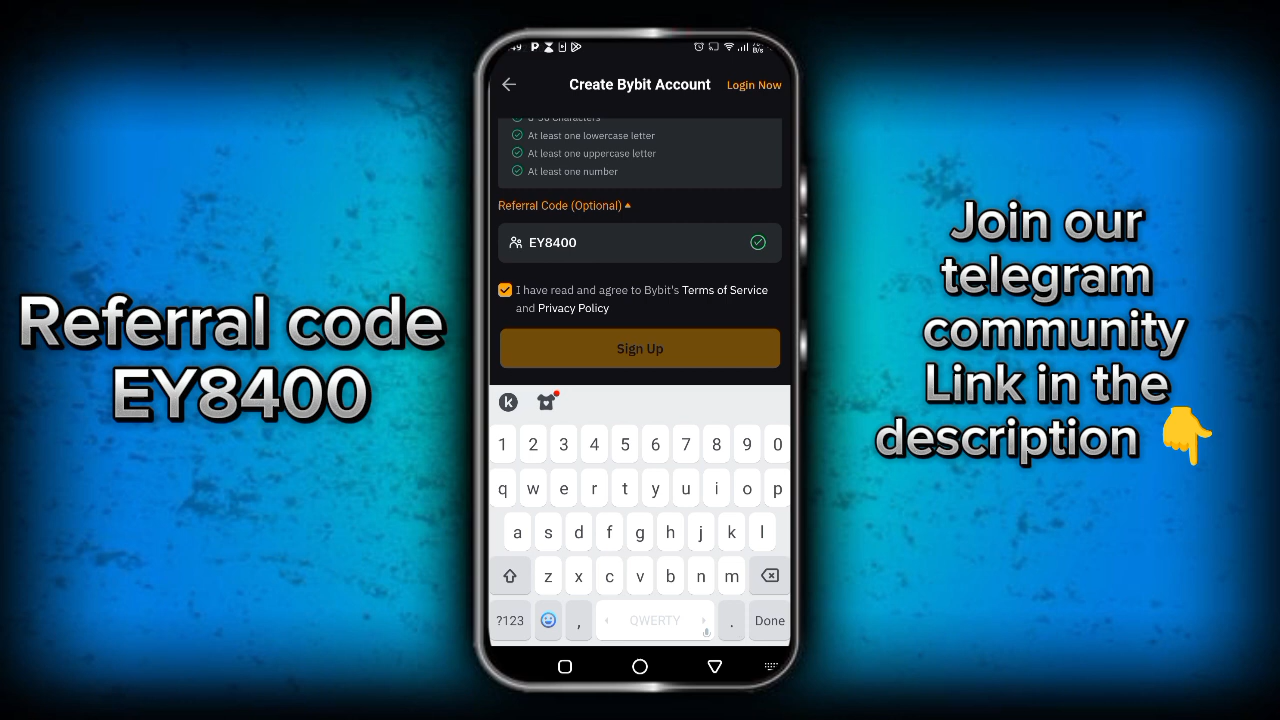 Referral code
EY8400
Create Bybit Account
Login Now
At least one lowercase letter
At least one uppercase letter
At least one number
Referral Code (Optional)
EY8400
I have read and agree to Bybit's Terms of Service
and Privacy Policy
Sign Up
k
1 2 3 4 5 6 7 8 9 0
q w e r t y u i o p
a s d f g h j k l
z x c v b n m
?123 , QWERTY . Done
Join our
telegram
community
Link in the
description 👇